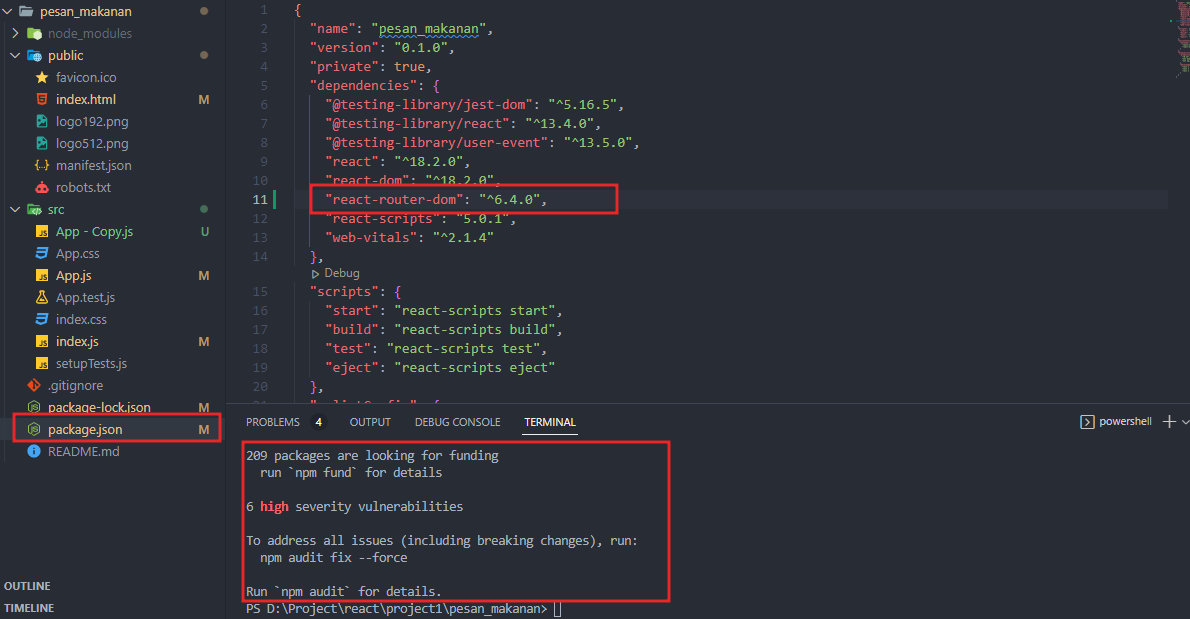 pesan_makanan
node_modules
public
favicon.ico
index.html M
logo192.png
logo512.png
manifest.json
robots.txt
src
App - Copy.js U
App.css
App.js M
App.test.js
index.css
index.js M
setupTests.js
.gitignore
package-lock.json M
package.json M
README.md
OUTLINE
TIMELINE
1 {
2 "name": "pesan_makanan",
3 "version": "0.1.0",
4 "private": true,
5 "dependencies": {
6 "@testing-library/jest-dom": "^5.16.5",
7 "@testing-library/react": "^13.4.0",
8 "@testing-library/user-event": "^13.5.0",
9 "react": "^18.2.0",
10 "react-dom": "^18.2.0",
11 "react-router-dom": "^6.4.0",
12 "react-scripts": "5.0.1",
13 "web-vitals": "^2.1.4"
14 },
Debug
15 "scripts": {
16 "start": "react-scripts start",
17 "build": "react-scripts build",
18 "test": "react-scripts test",
19 "eject": "react-scripts eject"
20 },
PROBLEMS 4 OUTPUT DEBUG CONSOLE TERMINAL powershell
209 packages are looking for funding
run `npm fund` for details
6 high severity vulnerabilities
To address all issues (including breaking changes), run:
npm audit fix --force
Run `npm audit` for details.
PS D:\Project\react\project1\pesan_makanan>